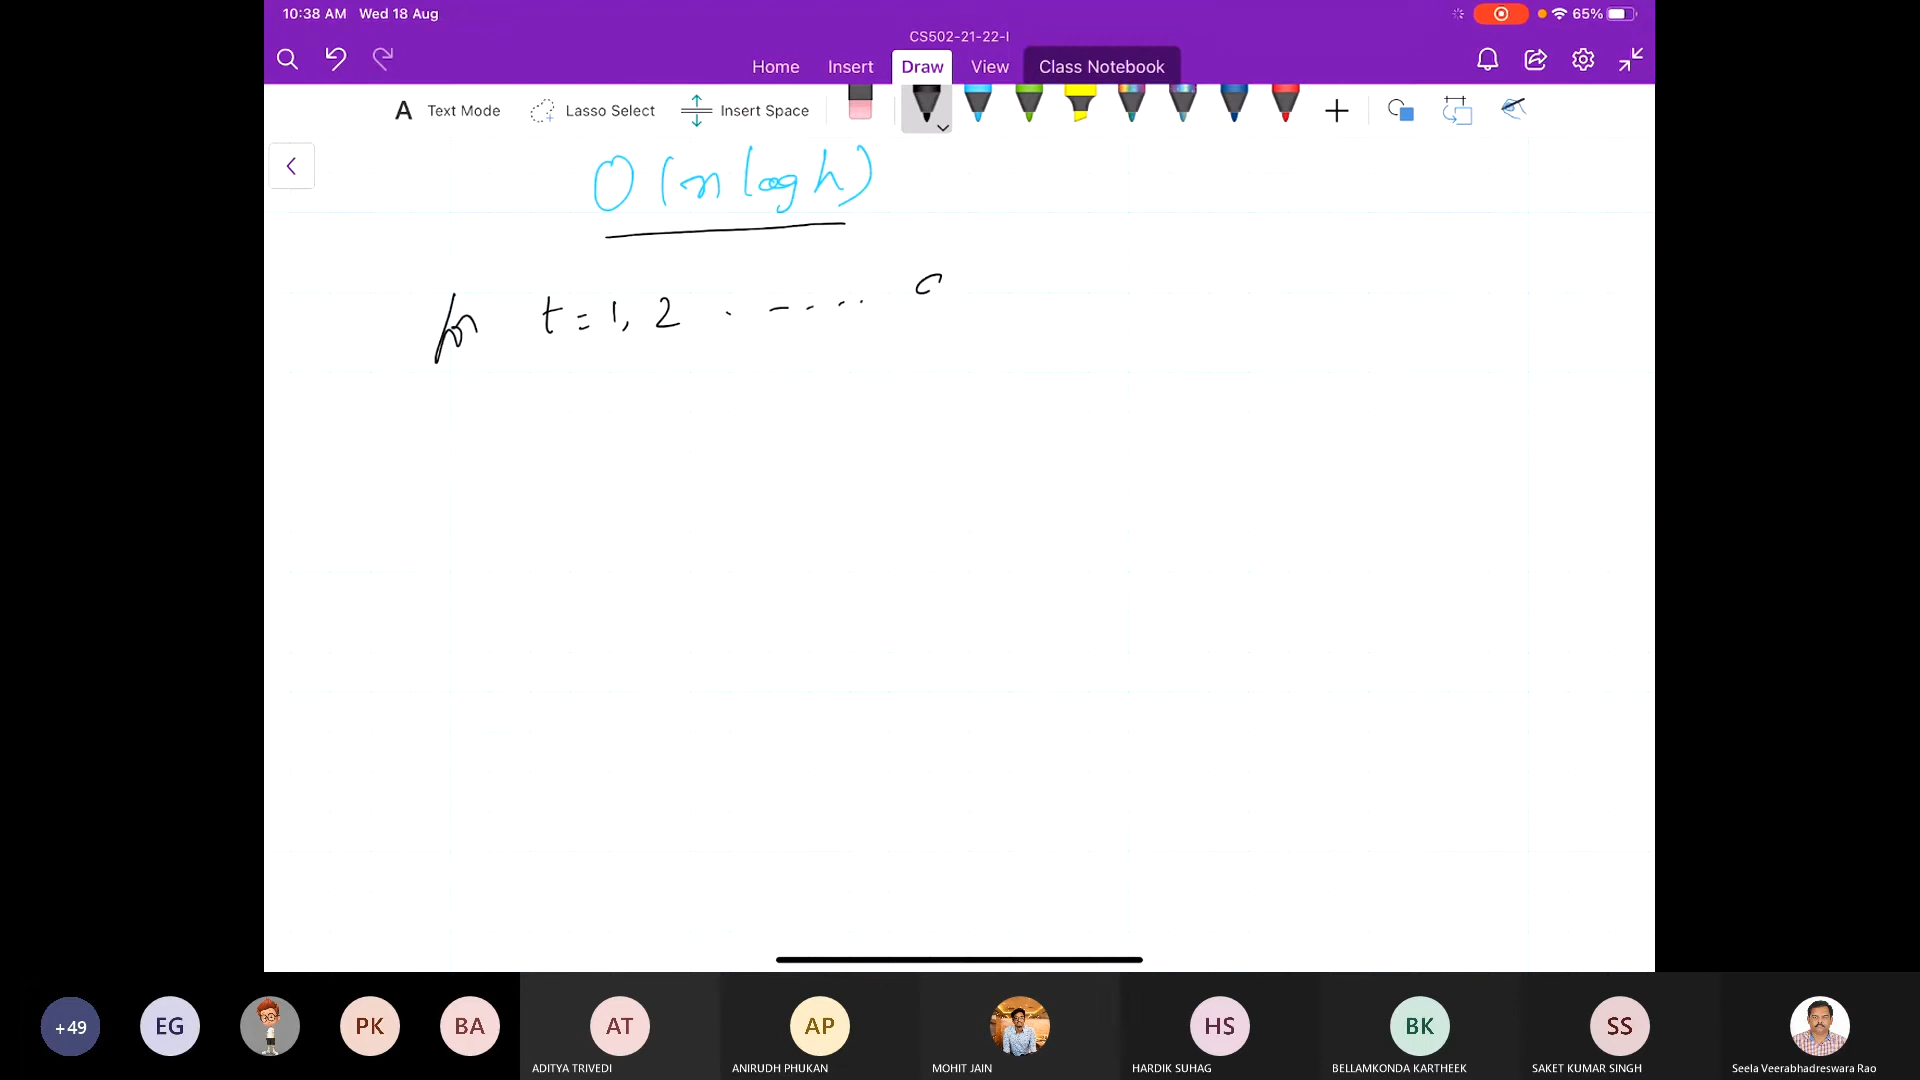 10:38 AM Wed 18 Aug
65%
CS502-21-22-I
Home Insert Draw View Class Notebook
A Text Mode Lasso Select Insert Space
O(n log h)
for t = 1, 2 . - - . . .
+49 EG PK BA AT AP HS BK SS
ADITYA TRIVEDI ANIRUDH PHUKAN MOHIT JAIN HARDIK SUHAG BELLAMKONDA KARTHEEK SAKET KUMAR SINGH Seela Veerabhadreswara Rao